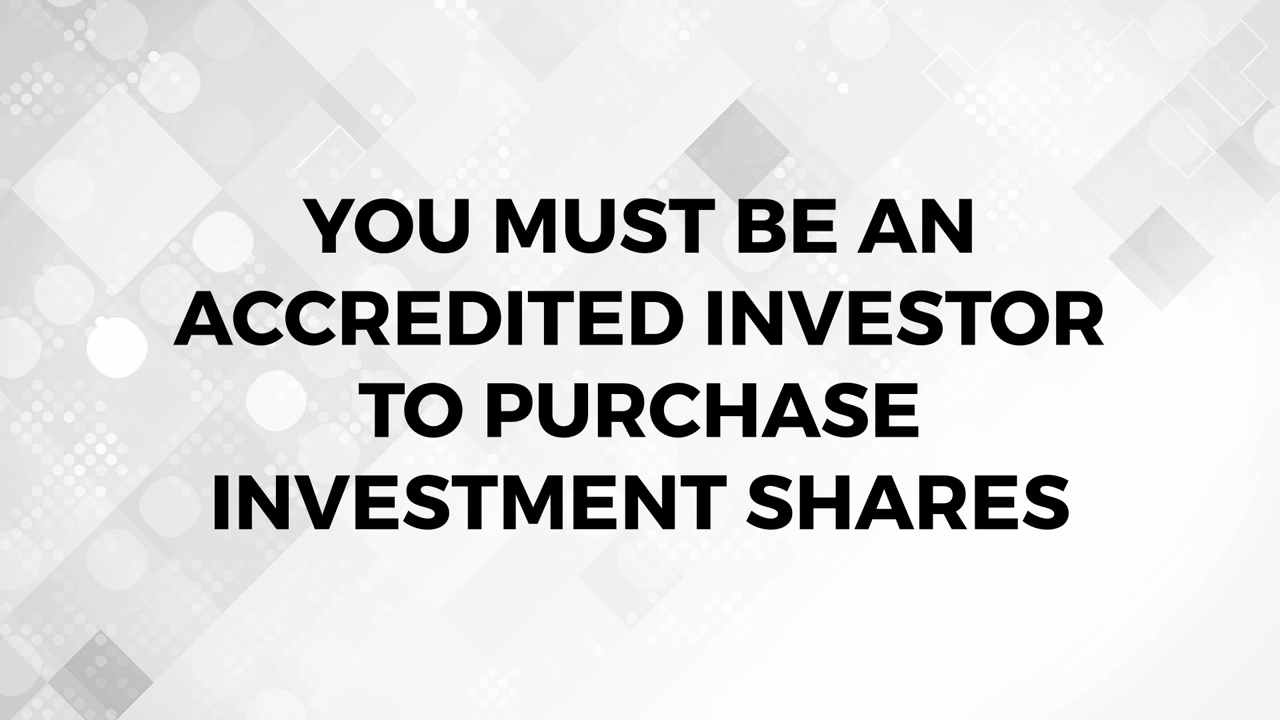 YOU MUST BE AN
ACCREDITED INVESTOR
TO PURCHASE
INVESTMENT SHARES